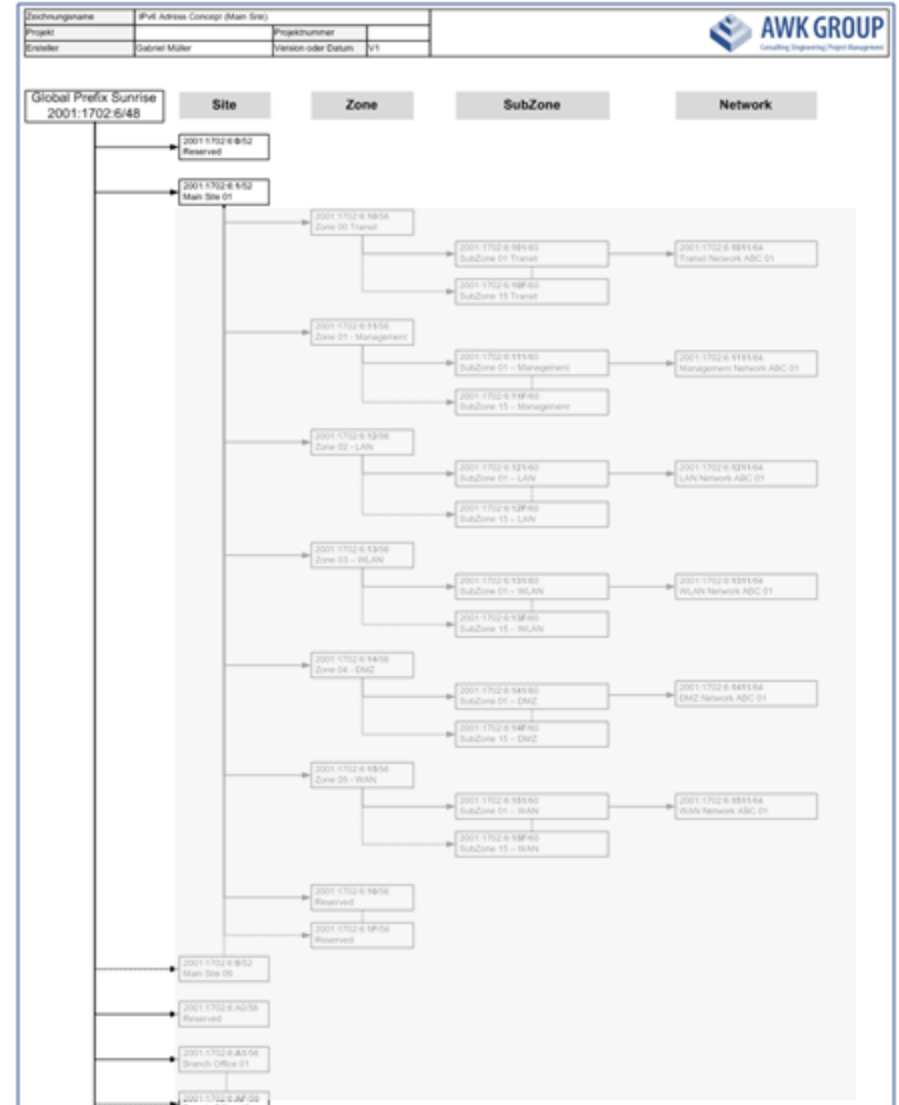 Zeichnungsname IPv6 Adress Concept (Main Site)
Projekt Projektnummer
Ersteller Gabriel Müller Version oder Datum V1
AWK GROUP
Consulting | Engineering | Project Management
Global Prefix Sunrise
2001:1702:6/48
Site
Zone
SubZone
Network
2001:1702:6:0/52
Reserved
2001:1702:6:1/52
Main Site 01
2001:1702:6:10/56
Zone 00 Transit
2001:1702:6:101/60
SubZone 01 Transit
2001:1702:6:1011/64
Transit Network ABC 01
2001:1702:6:10F/60
SubZone 15 Transit
2001:1702:6:11/56
Zone 01 - Management
2001:1702:6:111/60
SubZone 01 – Management
2001:1702:6:1111/64
Management Network ABC 01
2001:1702:6:11F/60
SubZone 15 – Management
2001:1702:6:12/56
Zone 02 - LAN
2001:1702:6:121/60
SubZone 01 – LAN
2001:1702:6:1211/64
LAN Network ABC 01
2001:1702:6:12F/60
SubZone 15 – LAN
2001:1702:6:13/56
Zone 03 – WLAN
2001:1702:6:131/60
SubZone 01 – WLAN
2001:1702:6:1311/64
WLAN Network ABC 01
2001:1702:6:13F/60
SubZone 15 – WLAN
2001:1702:6:14/56
Zone 04 - DMZ
2001:1702:6:141/60
SubZone 01 – DMZ
2001:1702:6:1411/64
DMZ Network ABC 01
2001:1702:6:14F/60
SubZone 15 – DMZ
2001:1702:6:15/56
Zone 05 - WAN
2001:1702:6:151/60
SubZone 01 – WAN
2001:1702:6:1511/64
WAN Network ABC 01
2001:1702:6:15F/60
SubZone 15 – WAN
2001:1702:6:16/56
Reserved
2001:1702:6:1F/56
Reserved
2001:1702:6:9/52
Main Site 09
2001:1702:6:A0/56
Reserved
2001:1702:6:A1/56
Branch Office 01
2001:1702:6:AF/56